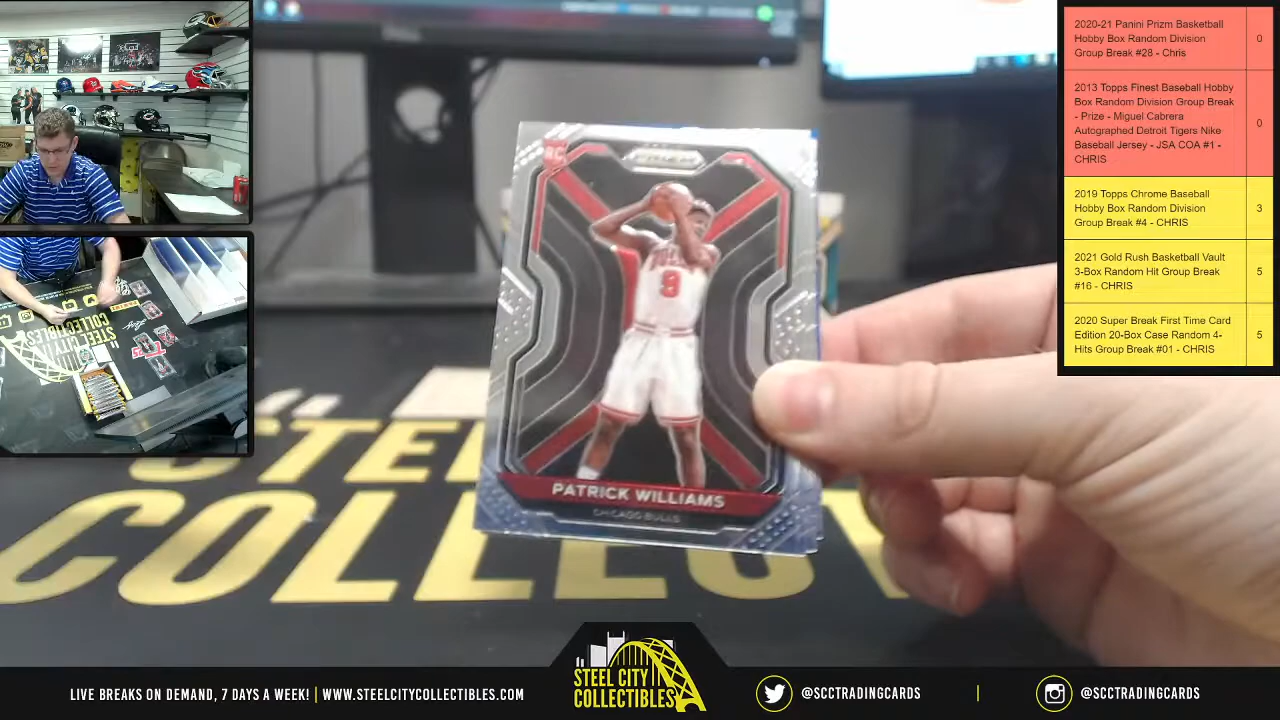 2020-21 Panini Prizm Basketball
Hobby Box Random Division
Group Break #28 - Chris
0
2013 Topps Finest Baseball Hobby
Box Random Division Group Break
- Prize - Miguel Cabrera
Autographed Detroit Tigers Nike
Baseball Jersey - JSA COA #1 -
CHRIS
0
2019 Topps Chrome Baseball
Hobby Box Random Division
Group Break #4 - CHRIS
3
2021 Gold Rush Basketball Vault
3-Box Random Hit Group Break
#16 - CHRIS
5
2020 Super Break First Time Card
Edition 20-Box Case Random 4-
Hits Group Break #01 - CHRIS
5
RC
PRIZM
BULLS
9
PATRICK WILLIAMS
CHICAGO BULLS
STEEL CITY
COLLECTIBLES
LIVE BREAKS ON DEMAND, 7 DAYS A WEEK! | WWW.STEELCITYCOLLECTIBLES.COM
STEEL CITY
COLLECTIBLES
@SCCTRADINGCARDS
|
@SCCTRADINGCARDS